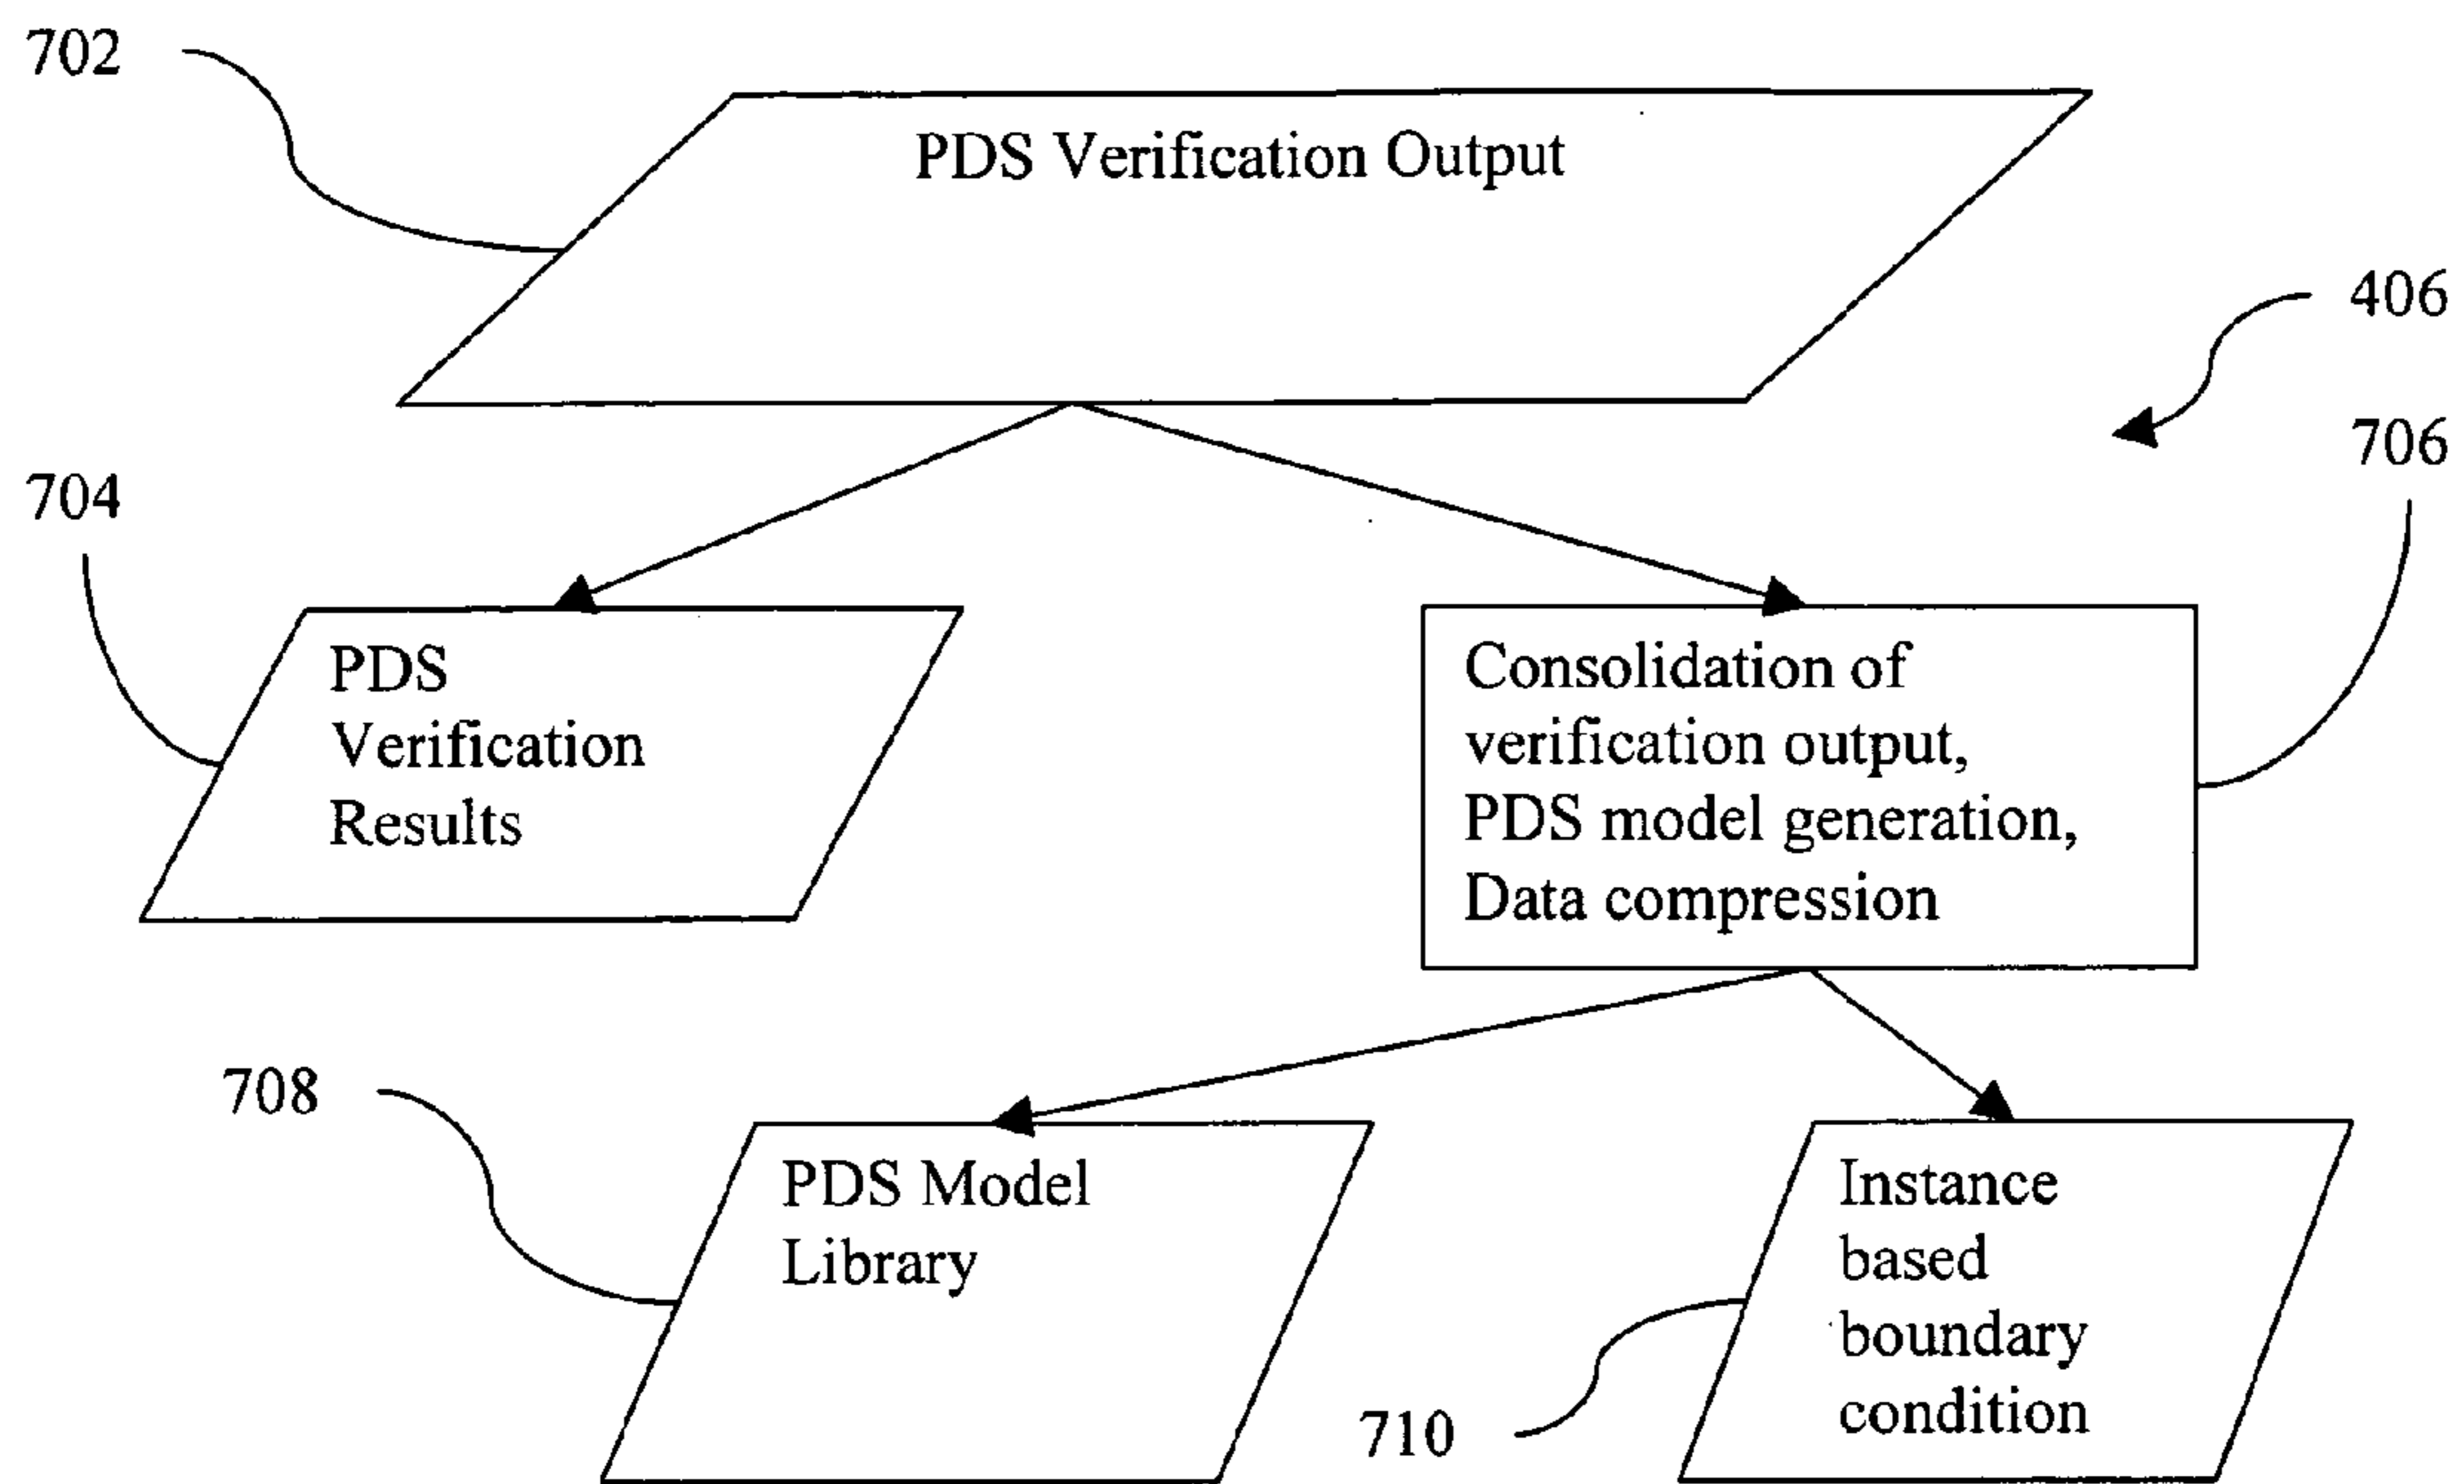 702
PDS Verification Output
406
706
704
PDS
Verification
Results
Consolidation of
verification output,
PDS model generation,
Data compression
708
PDS Model
Library
Instance
based
boundary
condition
710